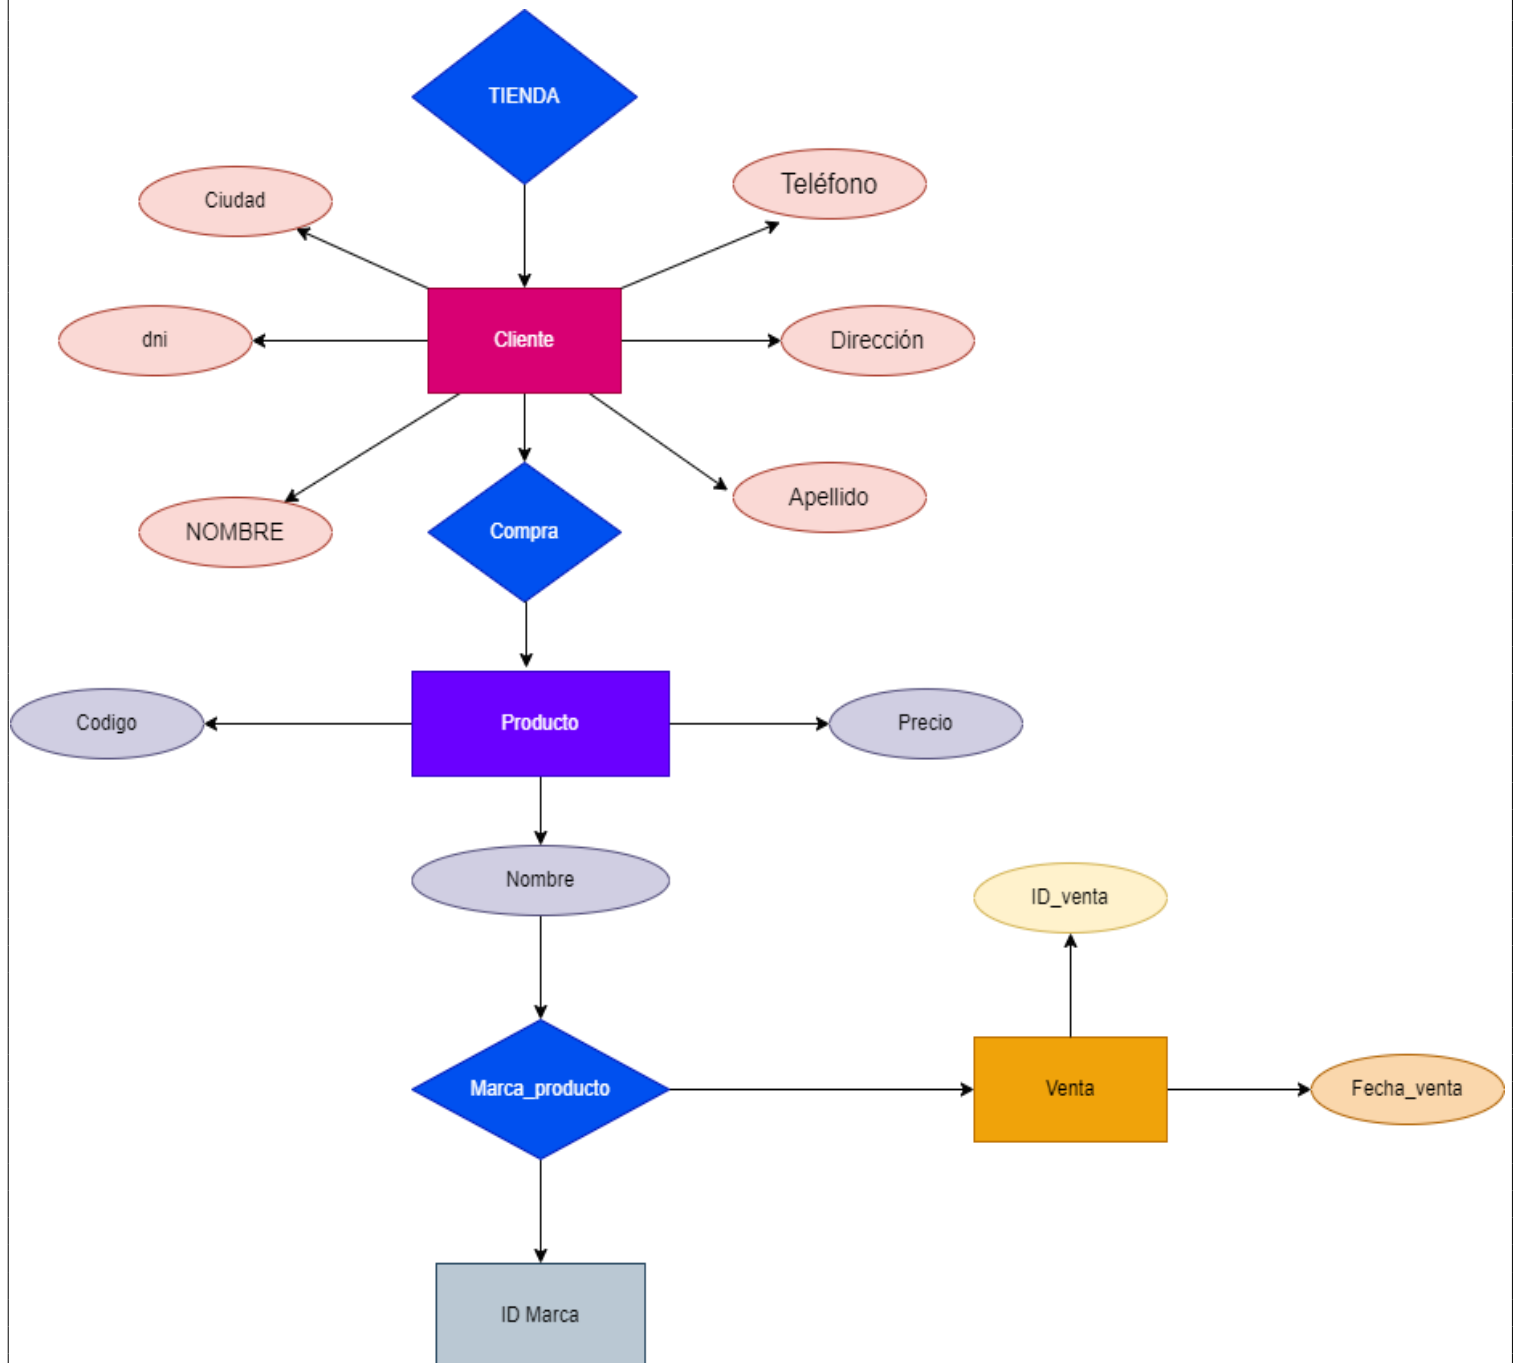 TIENDA
Ciudad
Teléfono
dni
Cliente
Dirección
NOMBRE
Compra
Apellido
Codigo
Producto
Precio
Nombre
ID_venta
Marca_producto
Venta
Fecha_venta
ID Marca